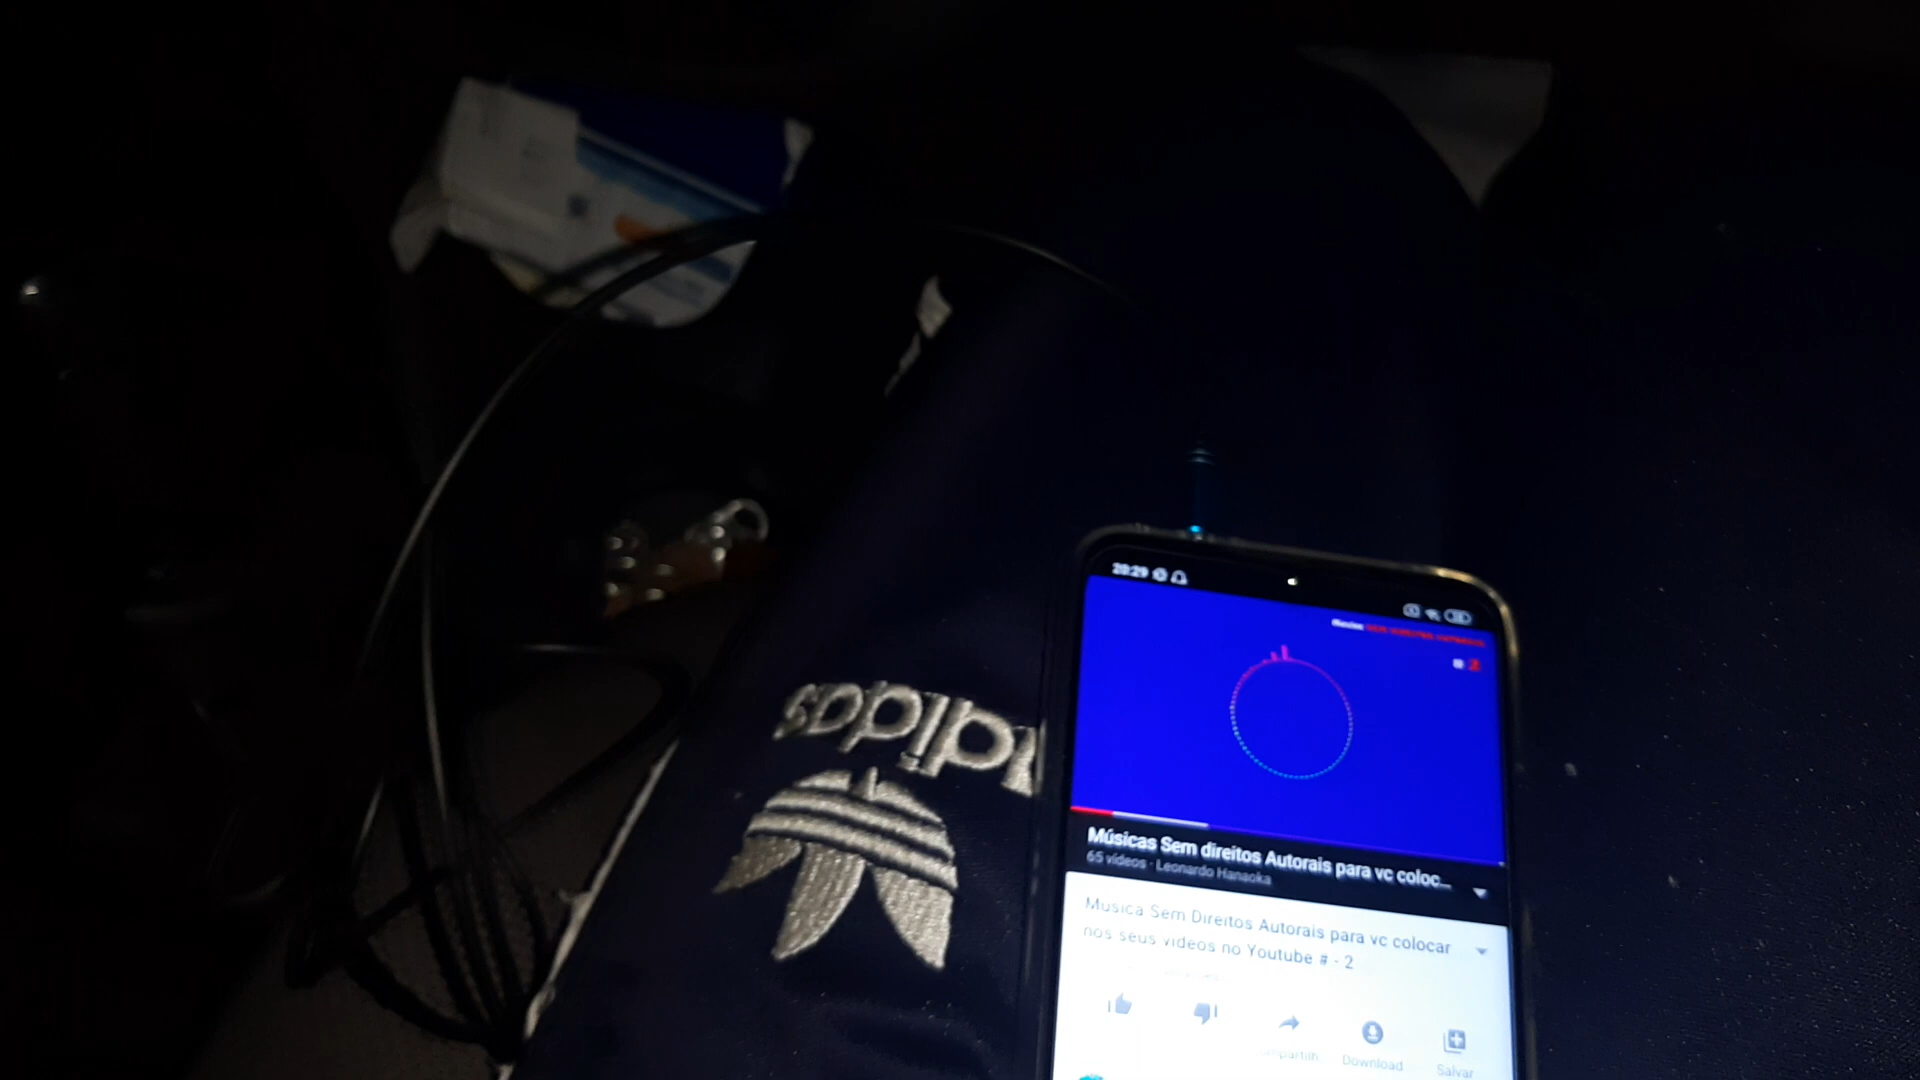 adidas
20:29
2
Músicas Sem direitos Autorais para vc coloc...
65 vídeos · Leonardo Hanaoka
Musica Sem Direitos Autorais para vc colocar
nos seus videos no Youtube # - 2
Download
Salvar